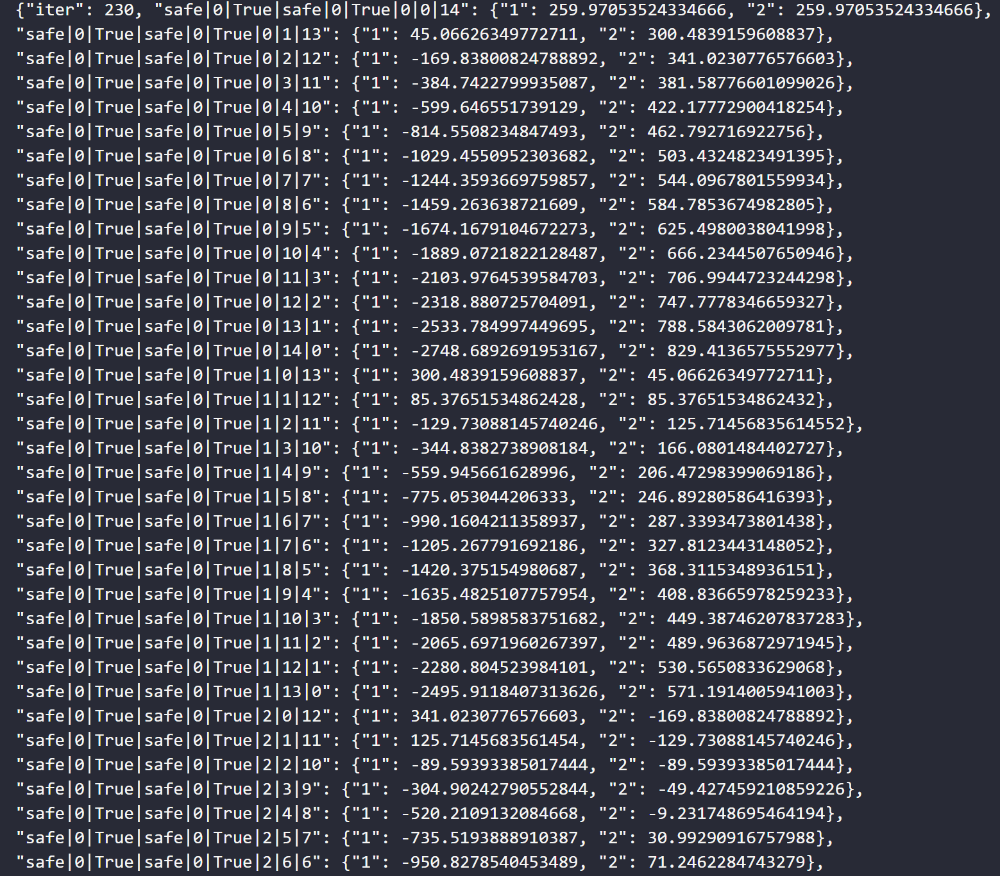 {"iter": 230, "safe|0|True|safe|0|True|0|0|14": {"1": 259.97053524334666, "2": 259.97053524334666},
"safe|0|True|safe|0|True|0|1|13": {"1": 45.06626349772711, "2": 300.4839159608837},
"safe|0|True|safe|0|True|0|2|12": {"1": -169.83800824788892, "2": 341.0230776576603},
"safe|0|True|safe|0|True|0|3|11": {"1": -384.7422799935087, "2": 381.58776601099026},
"safe|0|True|safe|0|True|0|4|10": {"1": -599.646551739129, "2": 422.17772900418254},
"safe|0|True|safe|0|True|0|5|9": {"1": -814.5508234847493, "2": 462.792716922756},
"safe|0|True|safe|0|True|0|6|8": {"1": -1029.4550952303682, "2": 503.4324823491395},
"safe|0|True|safe|0|True|0|7|7": {"1": -1244.3593669759857, "2": 544.0967801559934},
"safe|0|True|safe|0|True|0|8|6": {"1": -1459.263638721609, "2": 584.7853674982805},
"safe|0|True|safe|0|True|0|9|5": {"1": -1674.1679104672273, "2": 625.4980038041998},
"safe|0|True|safe|0|True|0|10|4": {"1": -1889.0721822128487, "2": 666.2344507650946},
"safe|0|True|safe|0|True|0|11|3": {"1": -2103.9764539584703, "2": 706.9944723244298},
"safe|0|True|safe|0|True|0|12|2": {"1": -2318.880725704091, "2": 747.7778346659327},
"safe|0|True|safe|0|True|0|13|1": {"1": -2533.784997449695, "2": 788.5843062009781},
"safe|0|True|safe|0|True|0|14|0": {"1": -2748.6892691953167, "2": 829.4136575552977},
"safe|0|True|safe|0|True|1|0|13": {"1": 300.4839159608837, "2": 45.06626349772711},
"safe|0|True|safe|0|True|1|1|12": {"1": 85.37651534862428, "2": 85.37651534862432},
"safe|0|True|safe|0|True|1|2|11": {"1": -129.73088145740246, "2": 125.71456835614552},
"safe|0|True|safe|0|True|1|3|10": {"1": -344.8382738908184, "2": 166.0801484402727},
"safe|0|True|safe|0|True|1|4|9": {"1": -559.945661628996, "2": 206.47298399069186},
"safe|0|True|safe|0|True|1|5|8": {"1": -775.053044206333, "2": 246.89280586416393},
"safe|0|True|safe|0|True|1|6|7": {"1": -990.1604211358937, "2": 287.3393473801438},
"safe|0|True|safe|0|True|1|7|6": {"1": -1205.267791692186, "2": 327.8123443148052},
"safe|0|True|safe|0|True|1|8|5": {"1": -1420.375154980687, "2": 368.3115348936151},
"safe|0|True|safe|0|True|1|9|4": {"1": -1635.4825107757954, "2": 408.83665978259233},
"safe|0|True|safe|0|True|1|10|3": {"1": -1850.5898583751682, "2": 449.38746207837283},
"safe|0|True|safe|0|True|1|11|2": {"1": -2065.6971960267397, "2": 489.9636872971945},
"safe|0|True|safe|0|True|1|12|1": {"1": -2280.804523984101, "2": 530.5650833629068},
"safe|0|True|safe|0|True|1|13|0": {"1": -2495.9118407313626, "2": 571.1914005941003},
"safe|0|True|safe|0|True|2|0|12": {"1": 341.0230776576603, "2": -169.83800824788892},
"safe|0|True|safe|0|True|2|1|11": {"1": 125.7145683561454, "2": -129.73088145740246},
"safe|0|True|safe|0|True|2|2|10": {"1": -89.59393385017444, "2": -89.59393385017444},
"safe|0|True|safe|0|True|2|3|9": {"1": -304.90242790552844, "2": -49.427459210859226},
"safe|0|True|safe|0|True|2|4|8": {"1": -520.2109132084668, "2": -9.231748695464194},
"safe|0|True|safe|0|True|2|5|7": {"1": -735.5193888910387, "2": 30.99290916757988},
"safe|0|True|safe|0|True|2|6|6": {"1": -950.8278540453489, "2": 71.2462284743279},